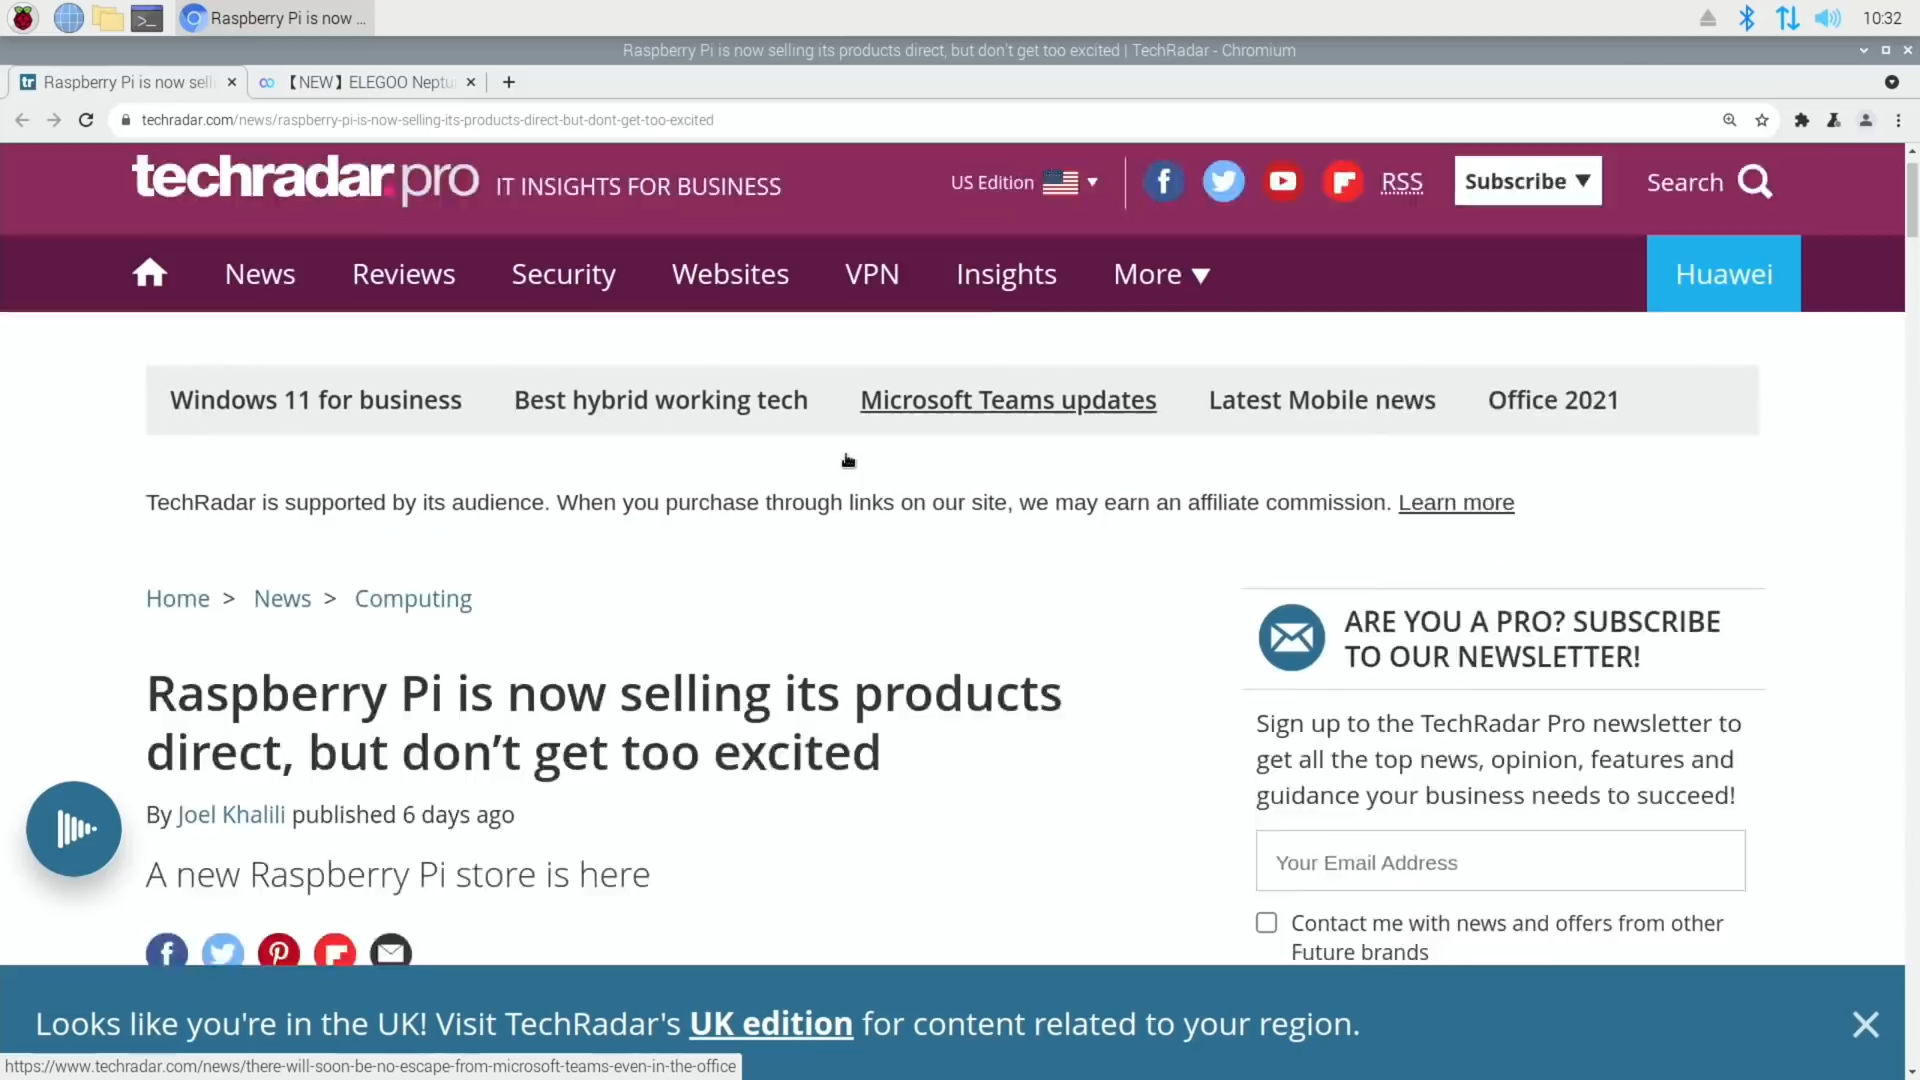 Raspberry Pi is now ...
10:32
Raspberry Pi is now selling its products direct, but don't get too excited | TechRadar - Chromium
Raspberry Pi is now sell
【NEW】ELEGOO Neptu
techradar.com/news/raspberry-pi-is-now-selling-its-products-direct-but-dont-get-too-excited
techradar.pro IT INSIGHTS FOR BUSINESS
US Edition
RSS
Subscribe ▼
Search
News Reviews Security Websites VPN Insights More ▼ Huawei
Windows 11 for business Best hybrid working tech Microsoft Teams updates Latest Mobile news Office 2021
TechRadar is supported by its audience. When you purchase through links on our site, we may earn an affiliate commission. Learn more
Home > News > Computing
Raspberry Pi is now selling its products
direct, but don’t get too excited
By Joel Khalili published 6 days ago
A new Raspberry Pi store is here
ARE YOU A PRO? SUBSCRIBE
TO OUR NEWSLETTER!
Sign up to the TechRadar Pro newsletter to
get all the top news, opinion, features and
guidance your business needs to succeed!
Your Email Address
Contact me with news and offers from other
Future brands
Looks like you're in the UK! Visit TechRadar's UK edition for content related to your region.
https://www.techradar.com/news/there-will-soon-be-no-escape-from-microsoft-teams-even-in-the-office